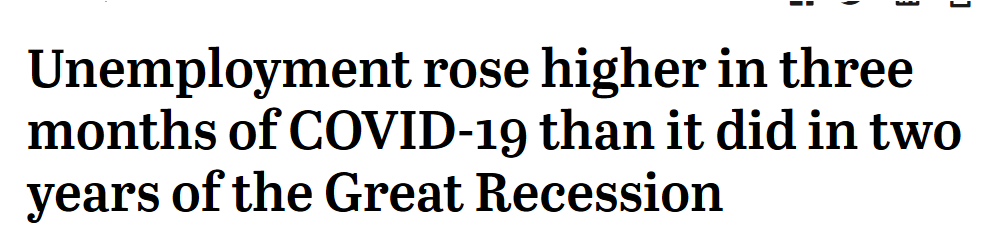 Unemployment rose higher in three
months of COVID-19 than it did in two
years of the Great Recession